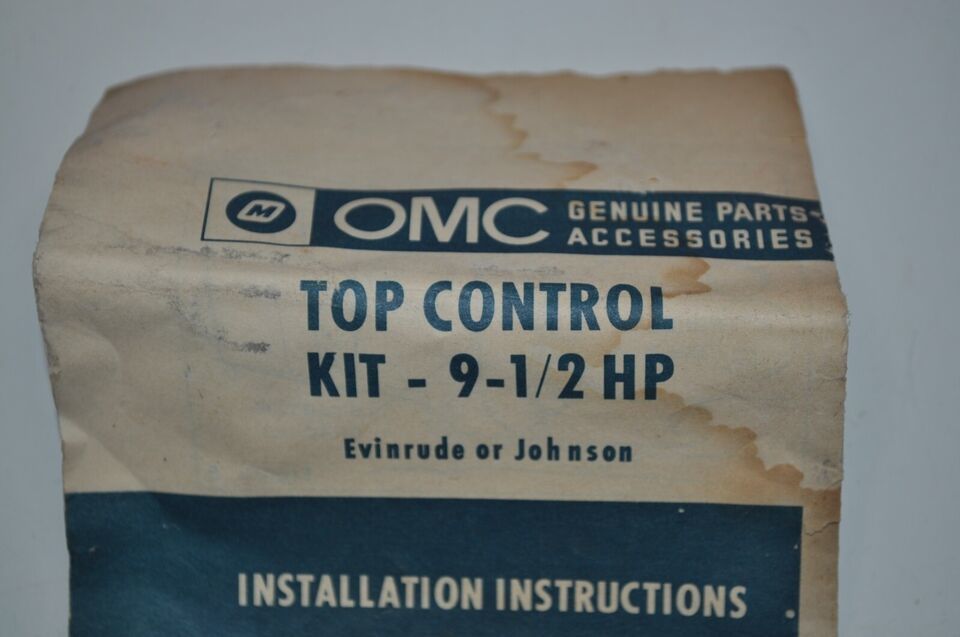 M OMC GENUINE PARTS
ACCESSORIES
TOP CONTROL
KIT - 9-1/2 HP
Evinrude or Johnson
INSTALLATION INSTRUCTIONS